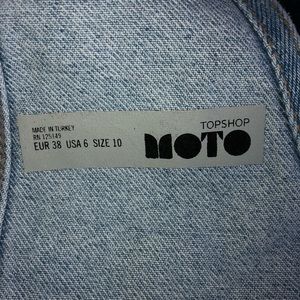 MADE IN TURKEY
RN 125149
EUR 38 USA 6 SIZE 10
TOPSHOP
MOTO